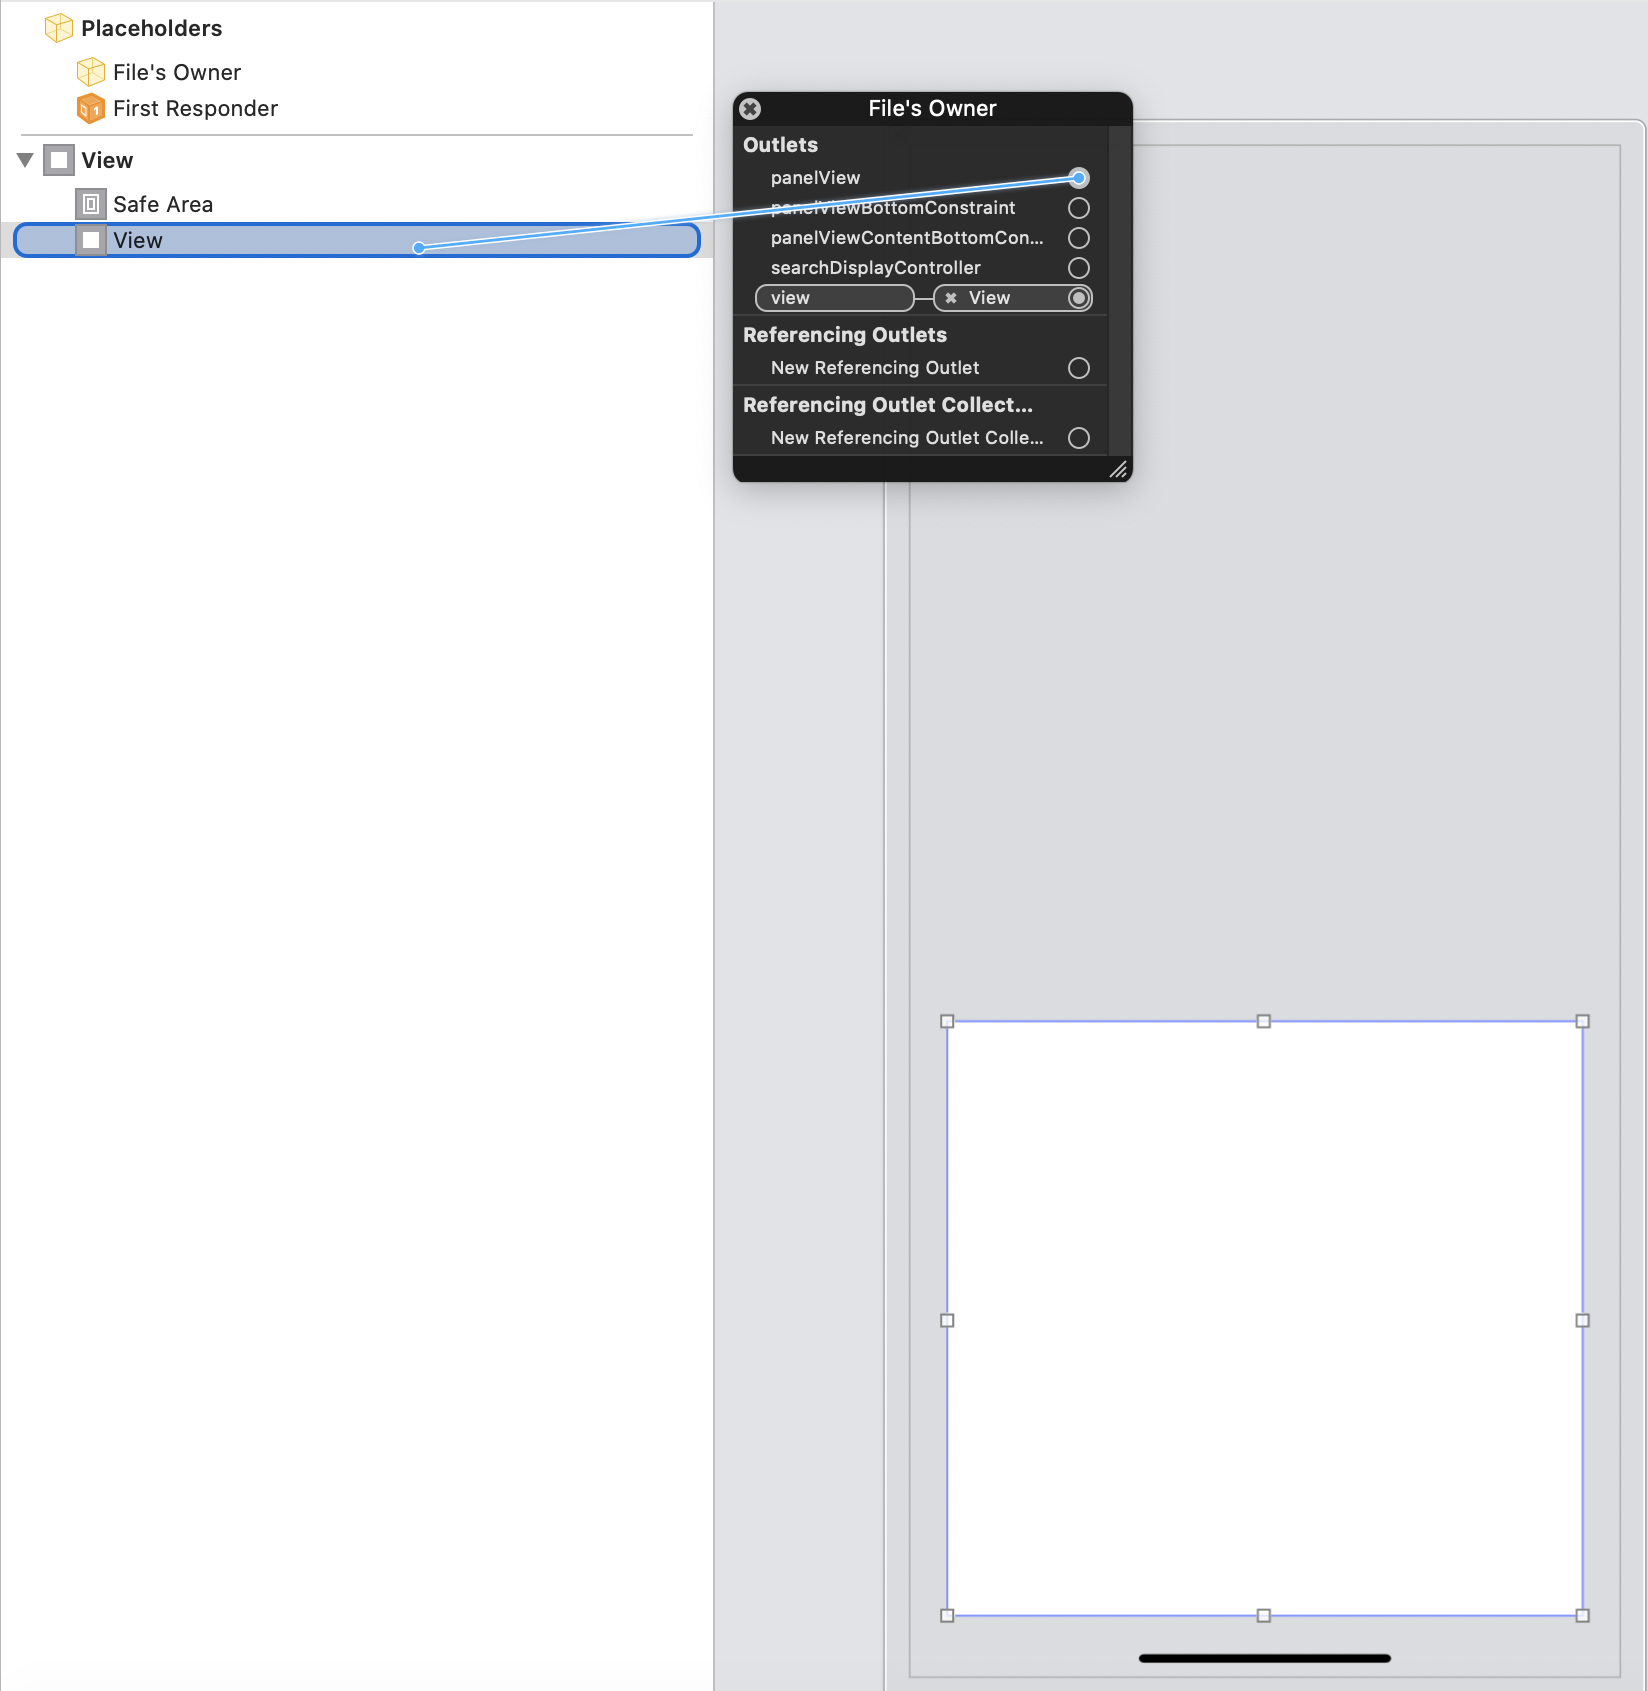 Placeholders
File's Owner
First Responder
View
Safe Area
View
File's Owner
Outlets
panelView
panelViewBottomConstraint
panelViewContentBottomCon...
searchDisplayController
view
View
Referencing Outlets
New Referencing Outlet
Referencing Outlet Collect...
New Referencing Outlet Colle...